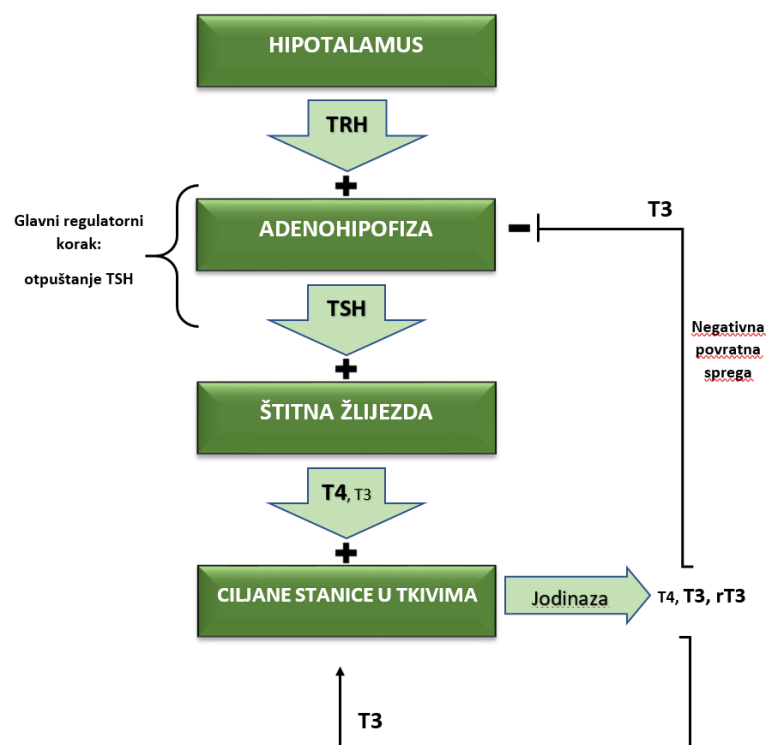 HIPOTALAMUS
TRH
+
Glavni regulatorni
korak:
otpuštanje TSH
ADENOHIPOFIZA
-
T3
TSH
+
Negativna
povratna
sprega
ŠTITNA ŽLIJEZDA
T4, T3
+
CILJANE STANICE U TKIVIMA
Jodinaza
T4, T3, rT3
T3